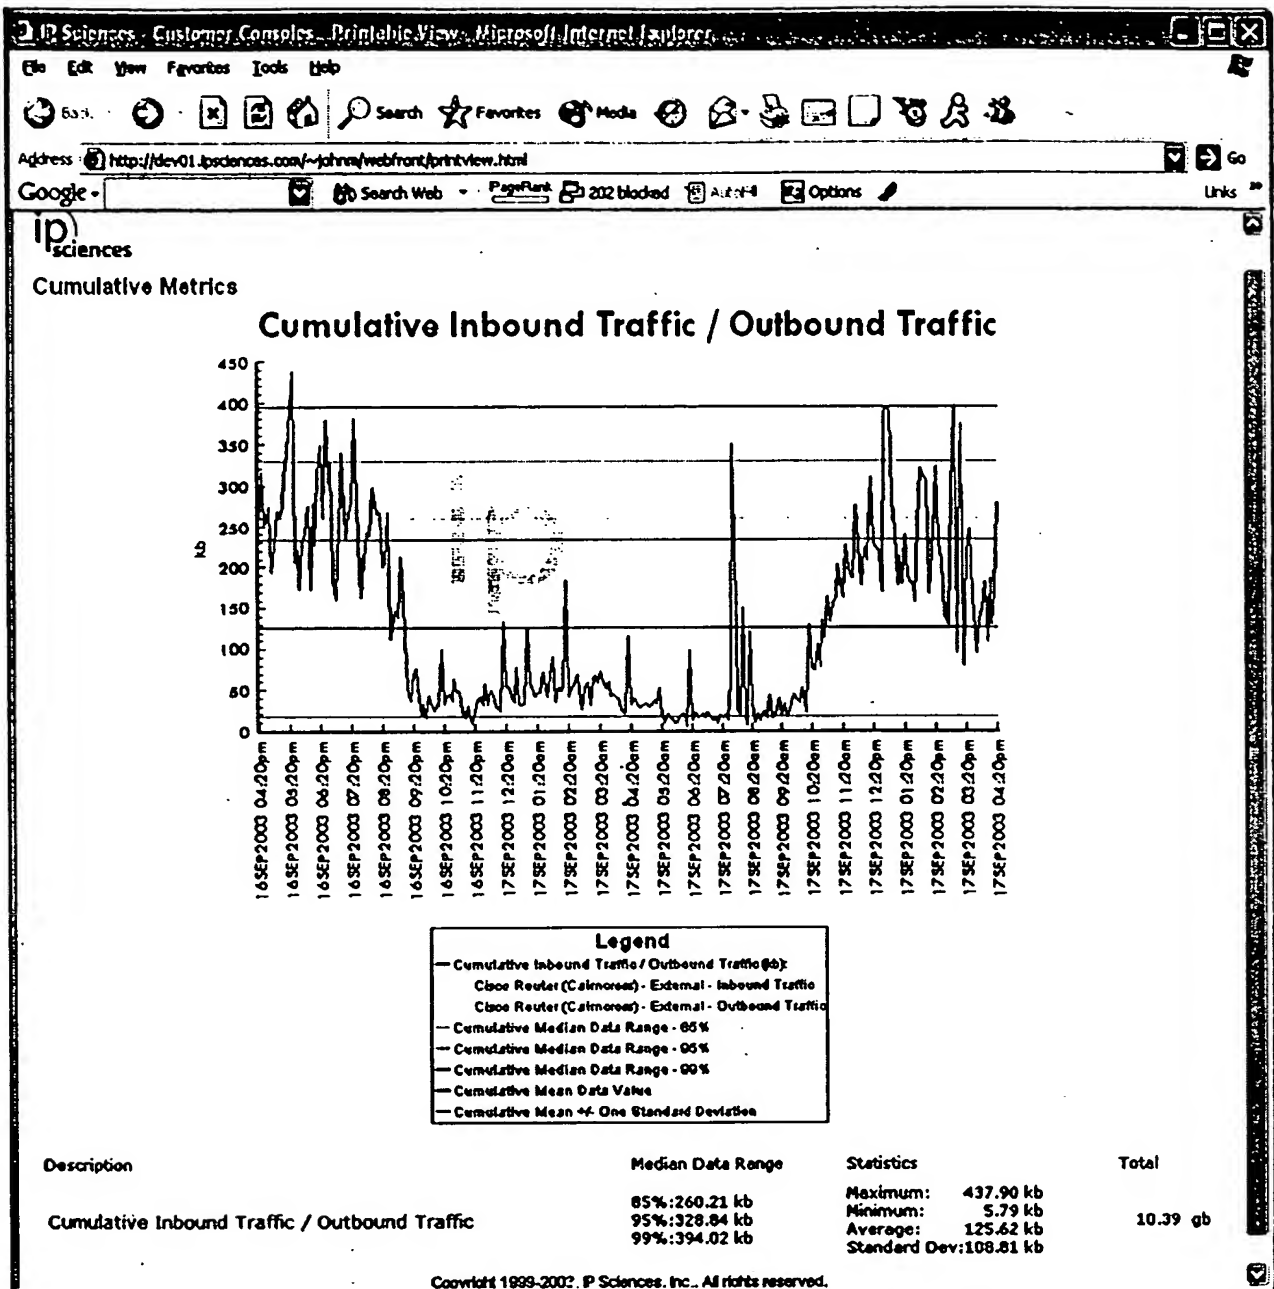 IP Sciences - Customer Consoles - Printable View - Microsoft Internet Explorer
File Edit View Favorites Tools Help
Back Search Favorites Media
Address http://dev01.ipsciences.com/~johnm/webfront/printview.html Go
Google Search Web PageRank 202 blocked AutoFill Options Links »
ip sciences
Cumulative Metrics
Cumulative Inbound Traffic / Outbound Traffic
450
400
350
300
250
200
150
100
50
0
kb
ip
16SEP2003 04:20pm
16SEP2003 05:20pm
16SEP2003 06:20pm
16SEP2003 07:20pm
16SEP2003 08:20pm
16SEP2003 09:20pm
16SEP2003 10:20pm
16SEP2003 11:20pm
17SEP2003 12:20am
17SEP2003 01:20am
17SEP2003 02:20am
17SEP2003 03:20am
17SEP2003 04:20am
17SEP2003 05:20am
17SEP2003 06:20am
17SEP2003 07:20am
17SEP2003 08:20am
17SEP2003 09:20am
17SEP2003 10:20am
17SEP2003 11:20am
17SEP2003 12:20pm
17SEP2003 01:20pm
17SEP2003 02:20pm
17SEP2003 03:20pm
17SEP2003 04:20pm
Legend
Cumulative Inbound Traffic / Outbound Traffic (kb):
Cisco Router - External - Inbound Traffic
Cisco Router - External - Outbound Traffic
Cumulative Median Data Range - 85%
Cumulative Median Data Range - 95%
Cumulative Median Data Range - 99%
Cumulative Mean Data Value
Cumulative Mean +/- One Standard Deviation
Description Median Data Range Statistics Total
Cumulative Inbound Traffic / Outbound Traffic
85%:260.21 kb
95%:328.84 kb
99%:394.02 kb
Maximum: 437.90 kb
Minimum: 5.79 kb
Average: 125.62 kb
Standard Dev:108.81 kb
10.39 gb
Copyright 1999-2003. IP Sciences, Inc.. All rights reserved.